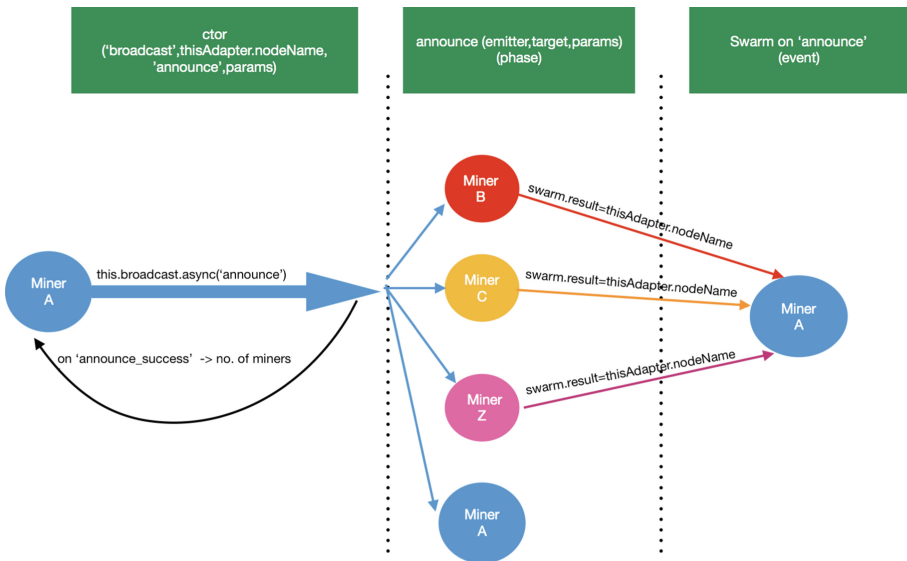 ctor
(‘broadcast’,thisAdapter.nodeName,
’announce’,params)
announce (emitter,target,params)
(phase)
Swarm on ‘announce’
(event)
Miner
A
this.broadcast.async(‘announce’)
on ‘announce_success’ -> no. of miners
Miner
B
swarm.result=thisAdapter.nodeName
Miner
C
swarm.result=thisAdapter.nodeName
Miner
Z
swarm.result=thisAdapter.nodeName
Miner
A
Miner
A